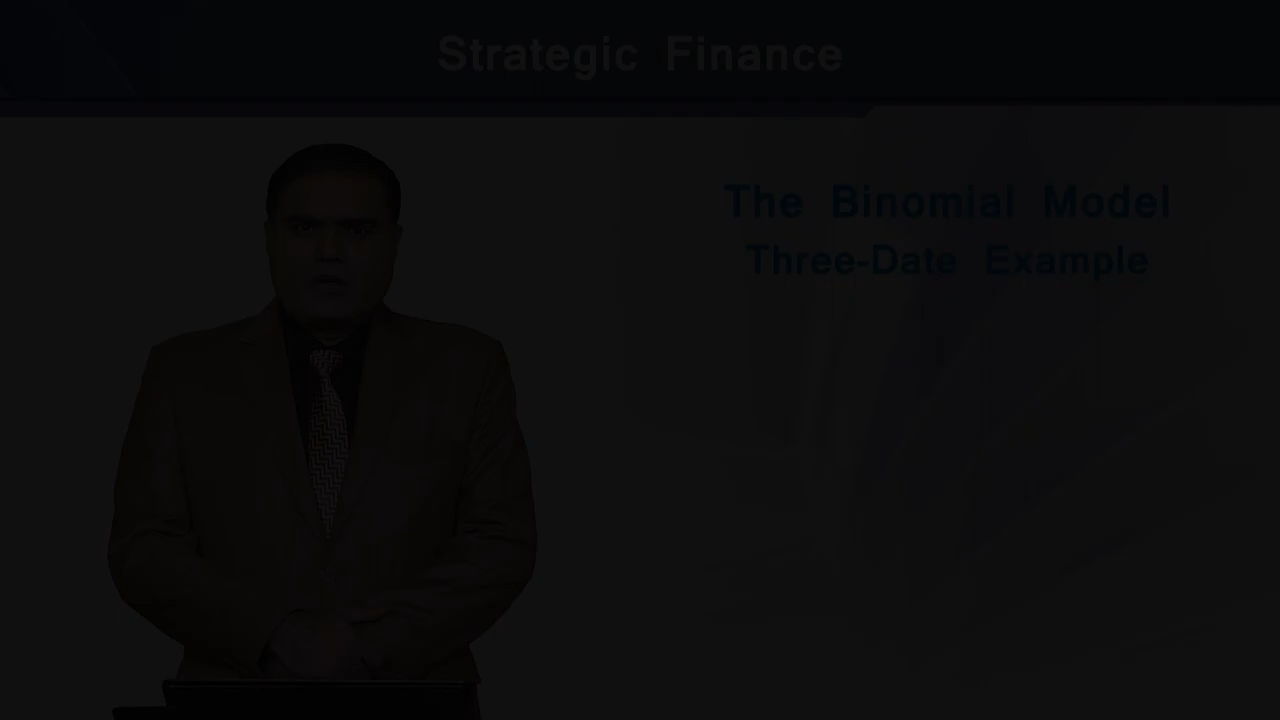 Strategic Finance
The Binomial Model
Three-Date Example